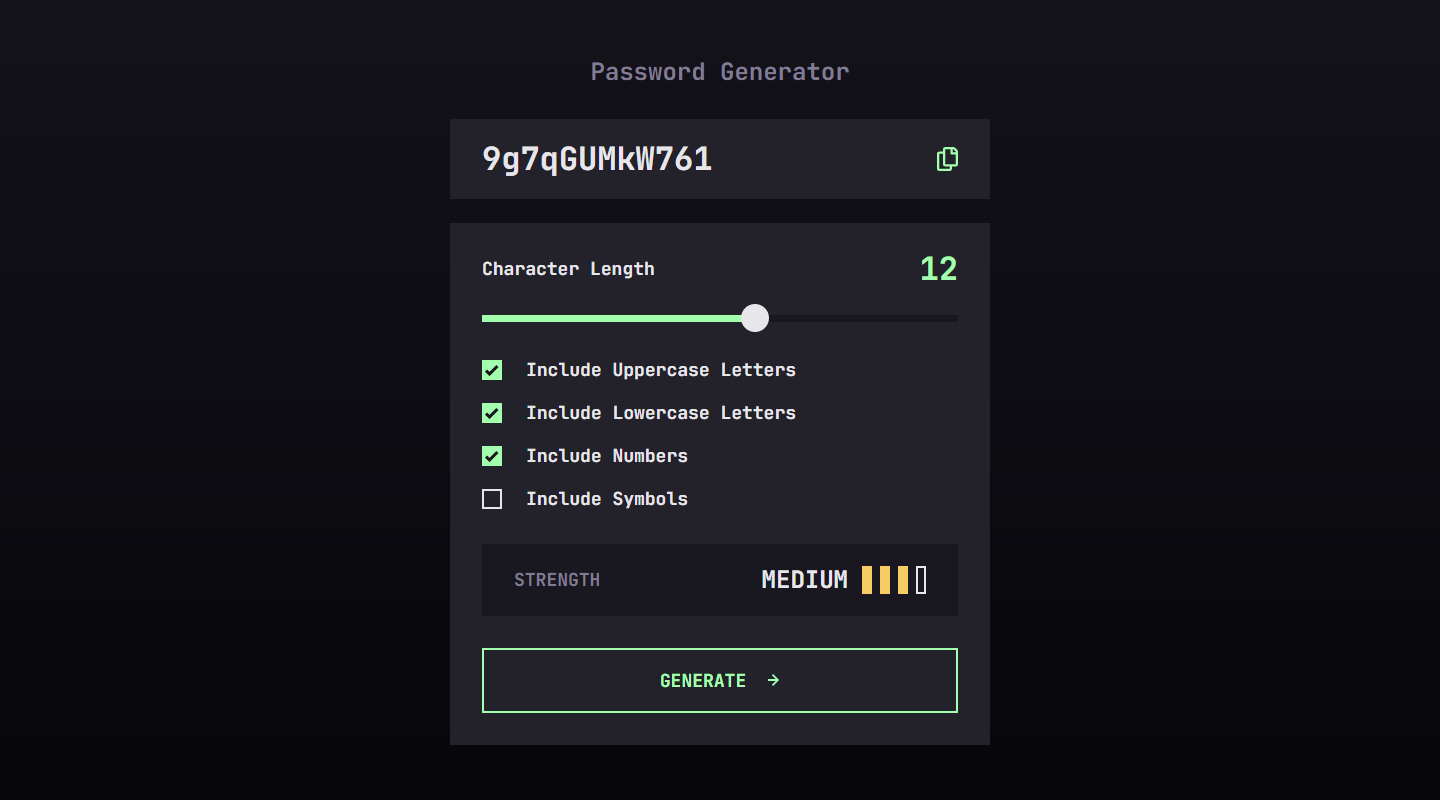 Password Generator
9g7qGUMkW761
Character Length 12
Include Uppercase Letters
Include Lowercase Letters
Include Numbers
Include Symbols
STRENGTH MEDIUM
GENERATE →